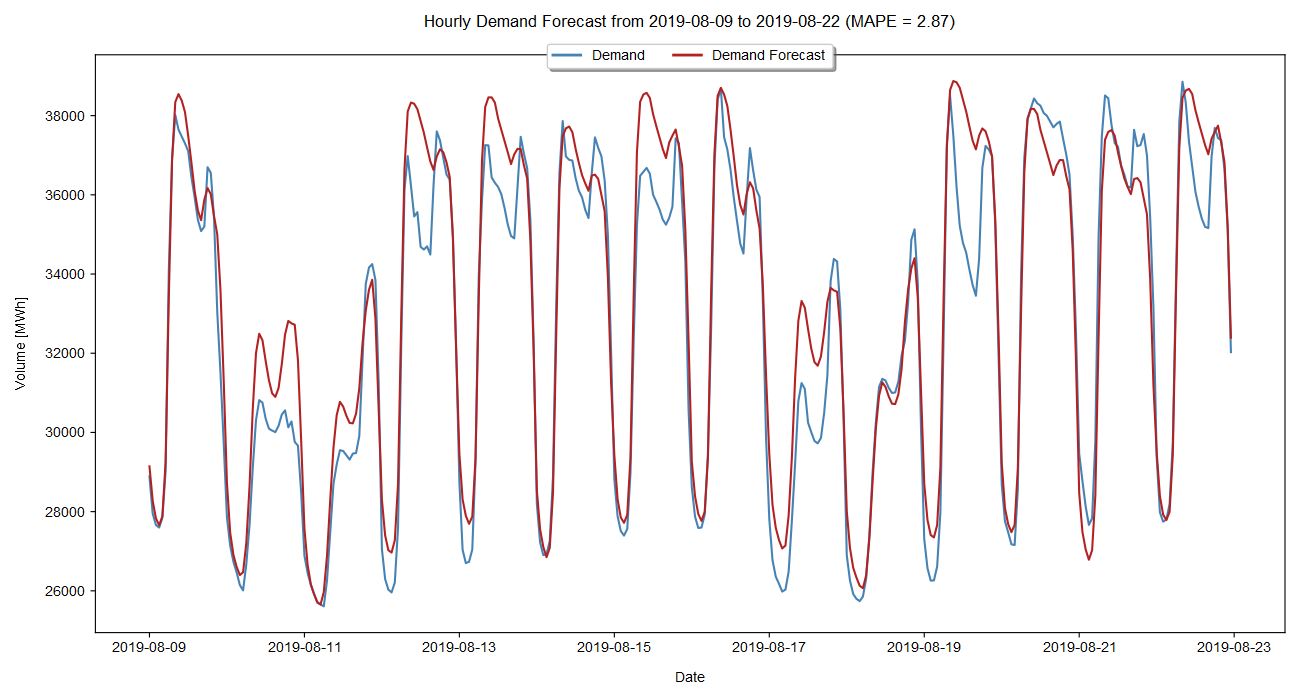 Hourly Demand Forecast from 2019-08-09 to 2019-08-22 (MAPE = 2.87)
Demand Demand Forecast
38000
36000
34000
32000
30000
28000
26000
Volume [MWh]
2019-08-09 2019-08-11 2019-08-13 2019-08-15 2019-08-17 2019-08-19 2019-08-21 2019-08-23
Date